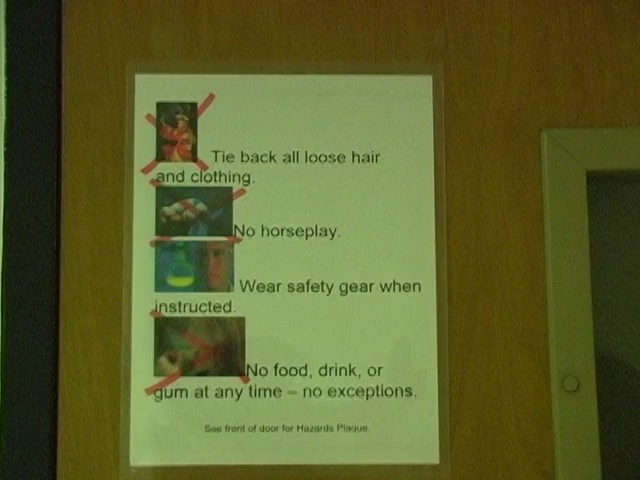 Tie back all loose hair
and clothing.
No horseplay.
Wear safety gear when
instructed.
No food, drink, or
gum at any time – no exceptions.
See front of door for Hazards Plaque.